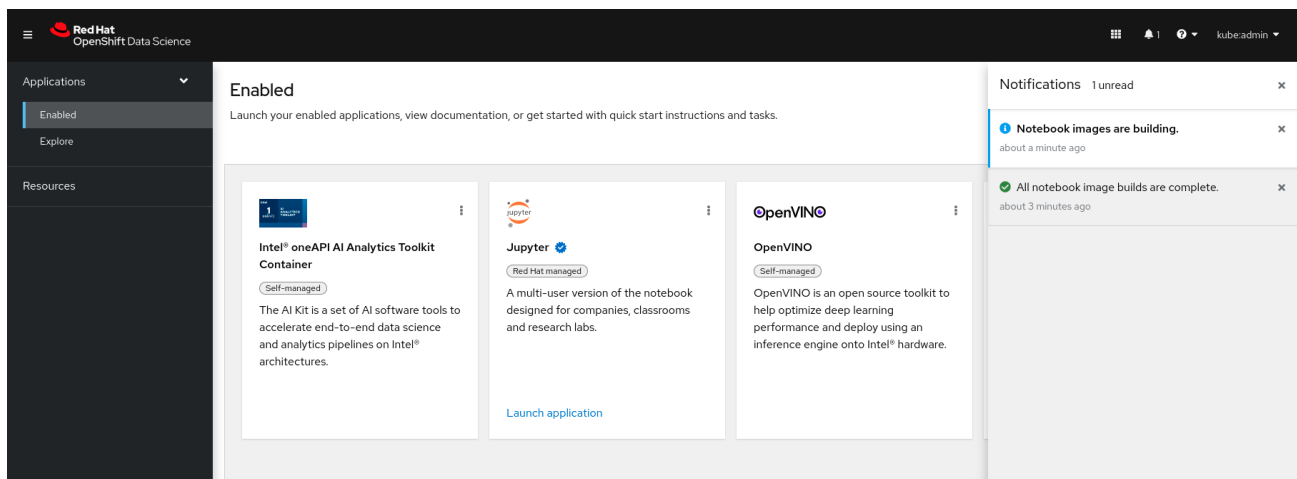 Red Hat
OpenShift Data Science
1
kube:admin
Applications
Enabled
Explore
Resources
Enabled
Launch your enabled applications, view documentation, or get started with quick start instructions and tasks.
Intel® oneAPI AI Analytics Toolkit
Container
Self-managed
The AI Kit is a set of AI software tools to
accelerate end-to-end data science
and analytics pipelines on Intel®
architectures.
jupyter
Jupyter
Red Hat managed
A multi-user version of the notebook
designed for companies, classrooms
and research labs.
Launch application
OpenVINO
OpenVINO
Self-managed
OpenVINO is an open source toolkit to
help optimize deep learning
performance and deploy using an
inference engine onto Intel® hardware.
Notifications 1 unread
Notebook images are building.
about a minute ago
All notebook image builds are complete.
about 3 minutes ago